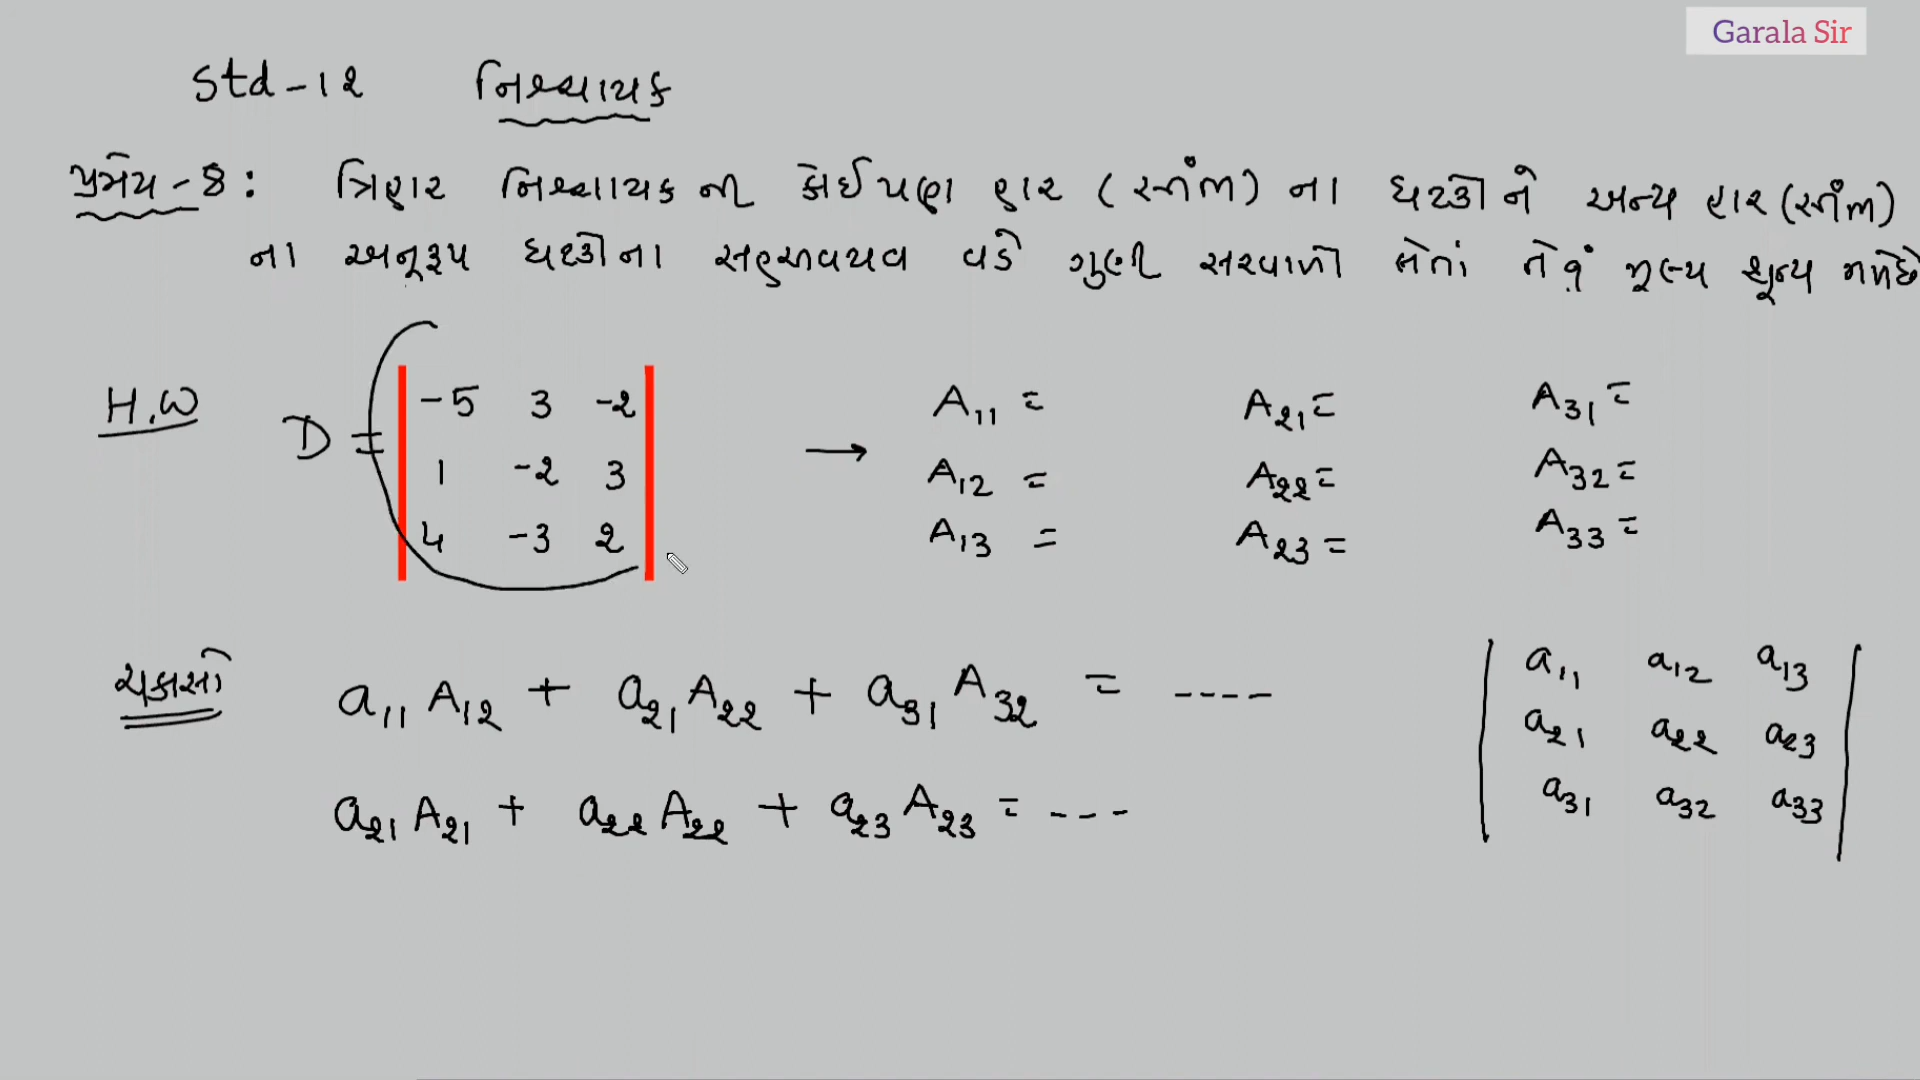 Garala Sir
Std-12 નિશ્ચાયક
પ્રમેય-8: ત્રિહાર નિશ્ચાયક ની કોઈપણ હાર (સ્તંભ) ના ઘટકોને અન્ય હાર (સ્તંભ)
ના અનુરૂપ ઘટકોના સહઅવયવ વડે ગુણી સરવાળો લેતાં તેનું મૂલ્ય શૂન્ય મળે છે
H.W D = | -5 3 -2 |
| 1 -2 3 |
| 4 -3 2 |
→ A11 = A21 = A31 =
A12 = A22 = A32 =
A13 = A23 = A33 =
ચકાસો a11 A12 + a21 A22 + a31 A32 = ----
a21 A21 + a22 A22 + a23 A23 = ---
| a11 a12 a13 |
| a21 a22 a23 |
| a31 a32 a33 |